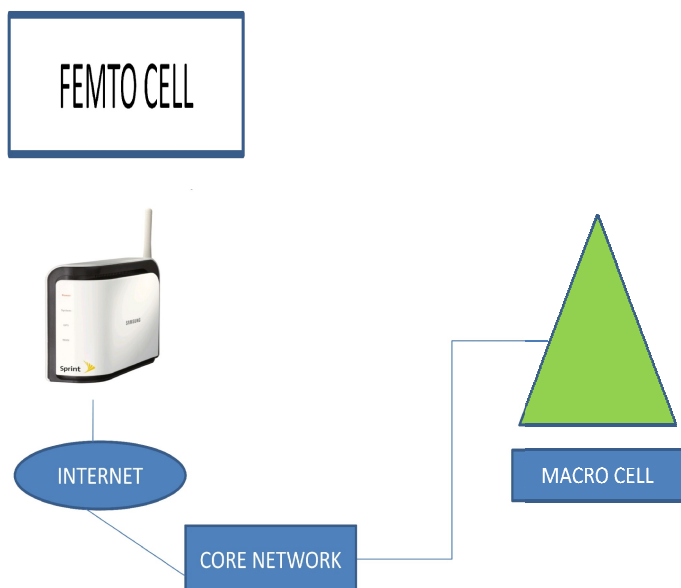 FEMTO CELL
SAMSUNG
Sprint
INTERNET
MACRO CELL
CORE NETWORK